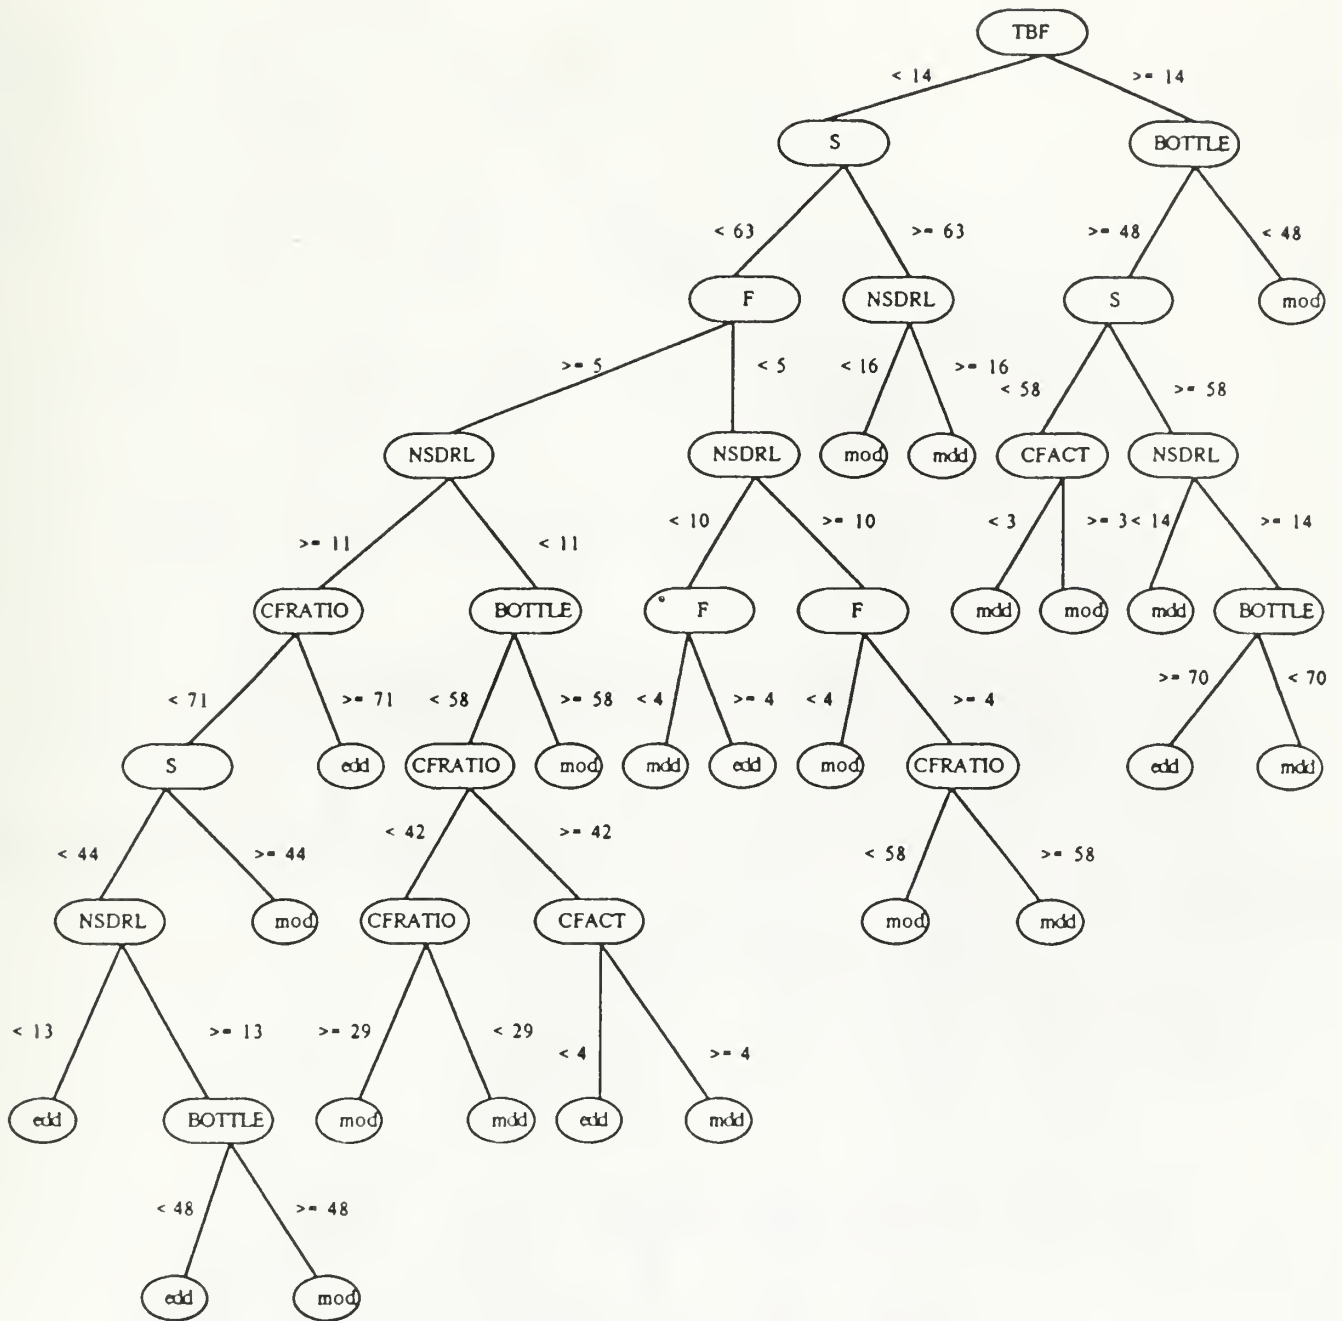 TBF
< 14 >= 14
S BOTTLE
< 63 >= 63 >= 48 < 48
F NSDRL S mod
>= 5 < 5 < 16 >= 16 < 58 >= 58
NSDRL NSDRL mod mdd CFACT NSDRL
>= 11 < 11 < 10 >= 10 < 3 >= 3 < 14 >= 14
CFRATIO BOTTLE F F mdd mod mdd BOTTLE
< 71 >= 71 < 58 >= 58 < 4 >= 4 < 4 >= 4 >= 70 < 70
S edd CFRATIO mod mdd edd mod CFRATIO edd mdd
< 44 >= 44 < 42 >= 42 < 58 >= 58
NSDRL mod CFRATIO CFACT mod mdd
< 13 >= 13 >= 29 < 29 < 4 >= 4
edd BOTTLE mod mdd edd mdd
< 48 >= 48
edd mod